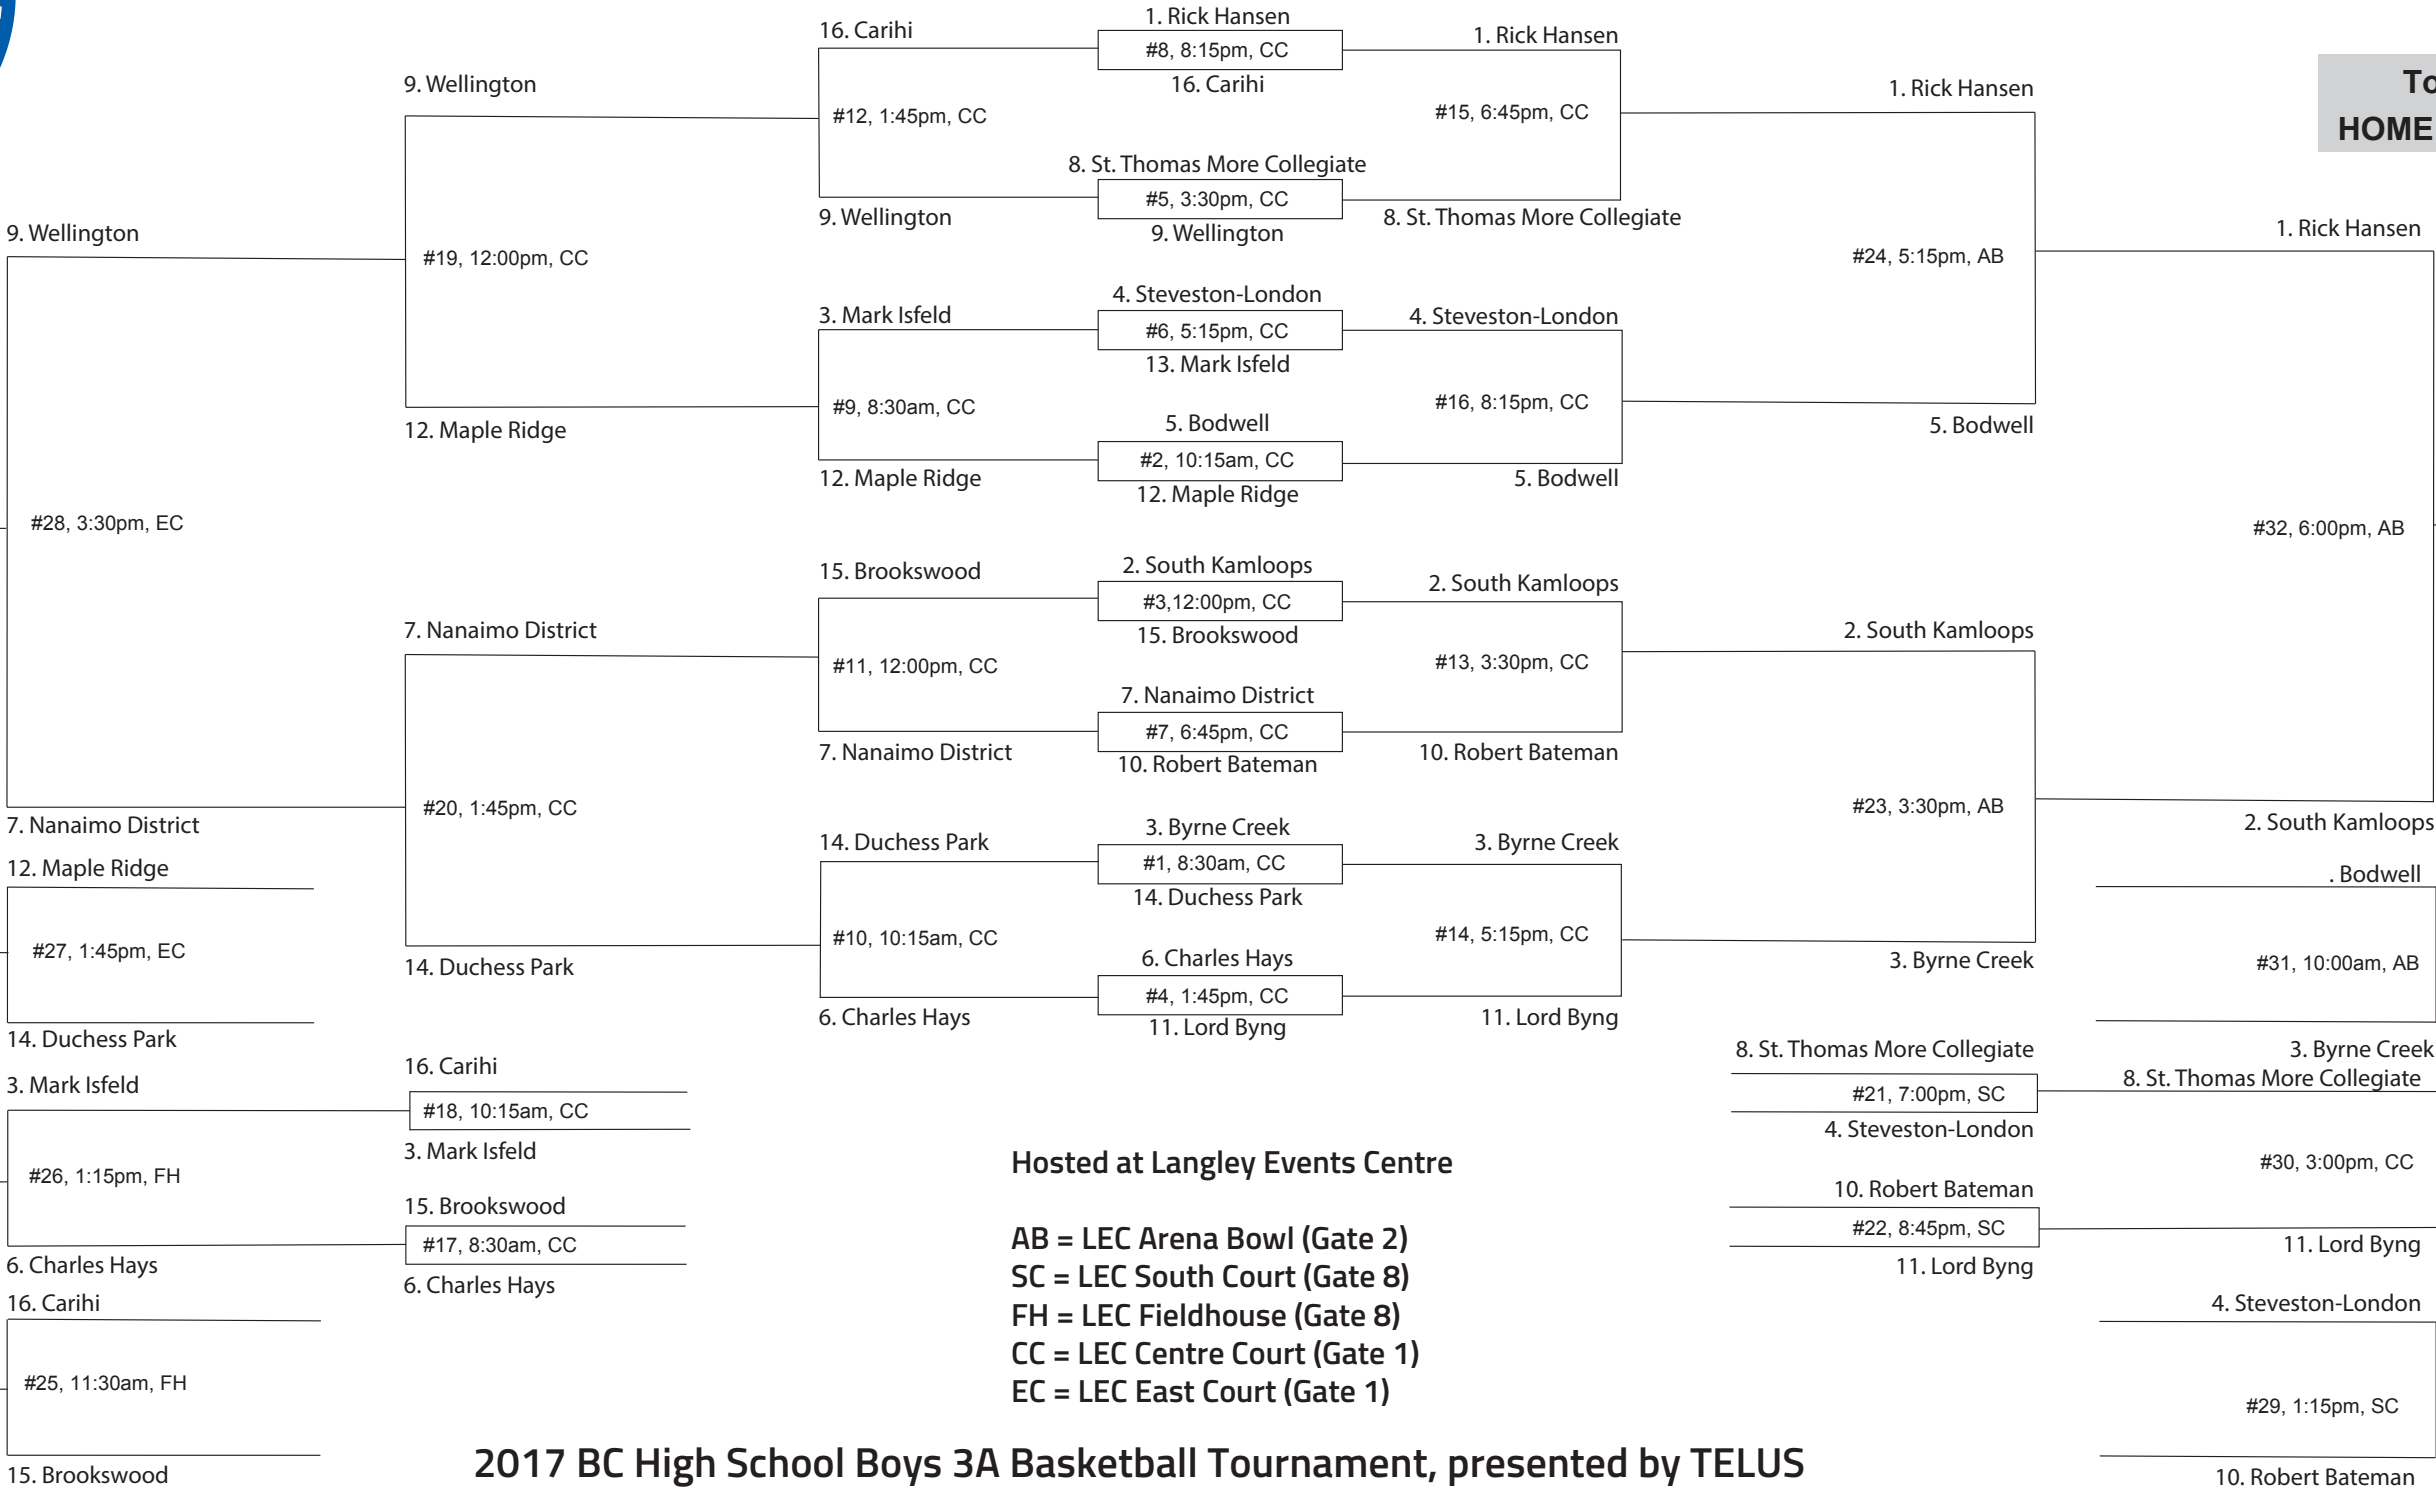 16. Carihi
1. Rick Hansen
#8, 8:15pm, CC
16. Carihi
1. Rick Hansen
9. Wellington
#12, 1:45pm, CC
#15, 6:45pm, CC
1. Rick Hansen
To
HOME
8. St. Thomas More Collegiate
#5, 3:30pm, CC
9. Wellington
9. Wellington
8. St. Thomas More Collegiate
9. Wellington
1. Rick Hansen
#19, 12:00pm, CC
#24, 5:15pm, AB
3. Mark Isfeld
4. Steveston-London
#6, 5:15pm, CC
13. Mark Isfeld
4. Steveston-London
#9, 8:30am, CC
#16, 8:15pm, CC
12. Maple Ridge
5. Bodwell
5. Bodwell
#2, 10:15am, CC
12. Maple Ridge
12. Maple Ridge
5. Bodwell
#28, 3:30pm, EC
#32, 6:00pm, AB
15. Brookswood
2. South Kamloops
#3,12:00pm, CC
15. Brookswood
2. South Kamloops
7. Nanaimo District
#11, 12:00pm, CC
#13, 3:30pm, CC
2. South Kamloops
7. Nanaimo District
#7, 6:45pm, CC
10. Robert Bateman
7. Nanaimo District
10. Robert Bateman
#20, 1:45pm, CC
#23, 3:30pm, AB
7. Nanaimo District
2. South Kamloops
14. Duchess Park
3. Byrne Creek
#1, 8:30am, CC
14. Duchess Park
3. Byrne Creek
12. Maple Ridge
. Bodwell
#10, 10:15am, CC
#14, 5:15pm, CC
#27, 1:45pm, EC
14. Duchess Park
6. Charles Hays
#4, 1:45pm, CC
11. Lord Byng
3. Byrne Creek
#31, 10:00am, AB
6. Charles Hays
11. Lord Byng
14. Duchess Park
8. St. Thomas More Collegiate
3. Byrne Creek
3. Mark Isfeld
16. Carihi
#18, 10:15am, CC
3. Mark Isfeld
#21, 7:00pm, SC
4. Steveston-London
8. St. Thomas More Collegiate
#26, 1:15pm, FH
#30, 3:00pm, CC
15. Brookswood
#17, 8:30am, CC
6. Charles Hays
10. Robert Bateman
#22, 8:45pm, SC
11. Lord Byng
6. Charles Hays
11. Lord Byng
16. Carihi
4. Steveston-London
#25, 11:30am, FH
#29, 1:15pm, SC
15. Brookswood
10. Robert Bateman
Hosted at Langley Events Centre
AB = LEC Arena Bowl (Gate 2)
SC = LEC South Court (Gate 8)
FH = LEC Fieldhouse (Gate 8)
CC = LEC Centre Court (Gate 1)
EC = LEC East Court (Gate 1)
2017 BC High School Boys 3A Basketball Tournament, presented by TELUS